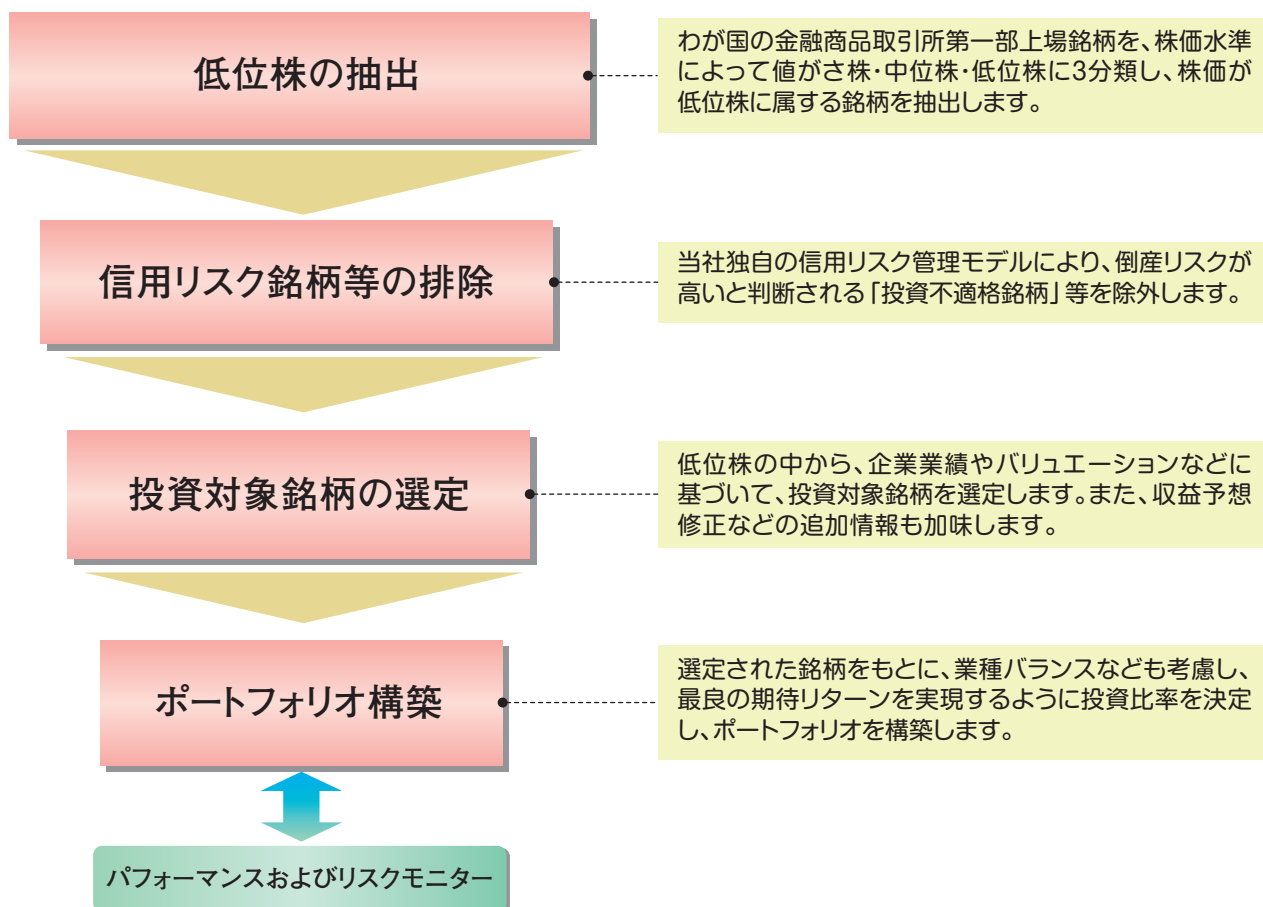 低位株の抽出
わが国の金融商品取引所第一部上場銘柄を、株価水準
によって値がさ株・中位株・低位株に3分類し、株価が
低位株に属する銘柄を抽出します。
信用リスク銘柄等の排除
当社独自の信用リスク管理モデルにより、倒産リスクが
高いと判断される「投資不適格銘柄」等を除外します。
投資対象銘柄の選定
低位株の中から、企業業績やバリュエーションなどに
基づいて、投資対象銘柄を選定します。また、収益予想
修正などの追加情報も加味します。
ポートフォリオ構築
選定された銘柄をもとに、業種バランスなども考慮し、
最良の期待リターンを実現するように投資比率を決定
し、ポートフォリオを構築します。
パフォーマンスおよびリスクモニター